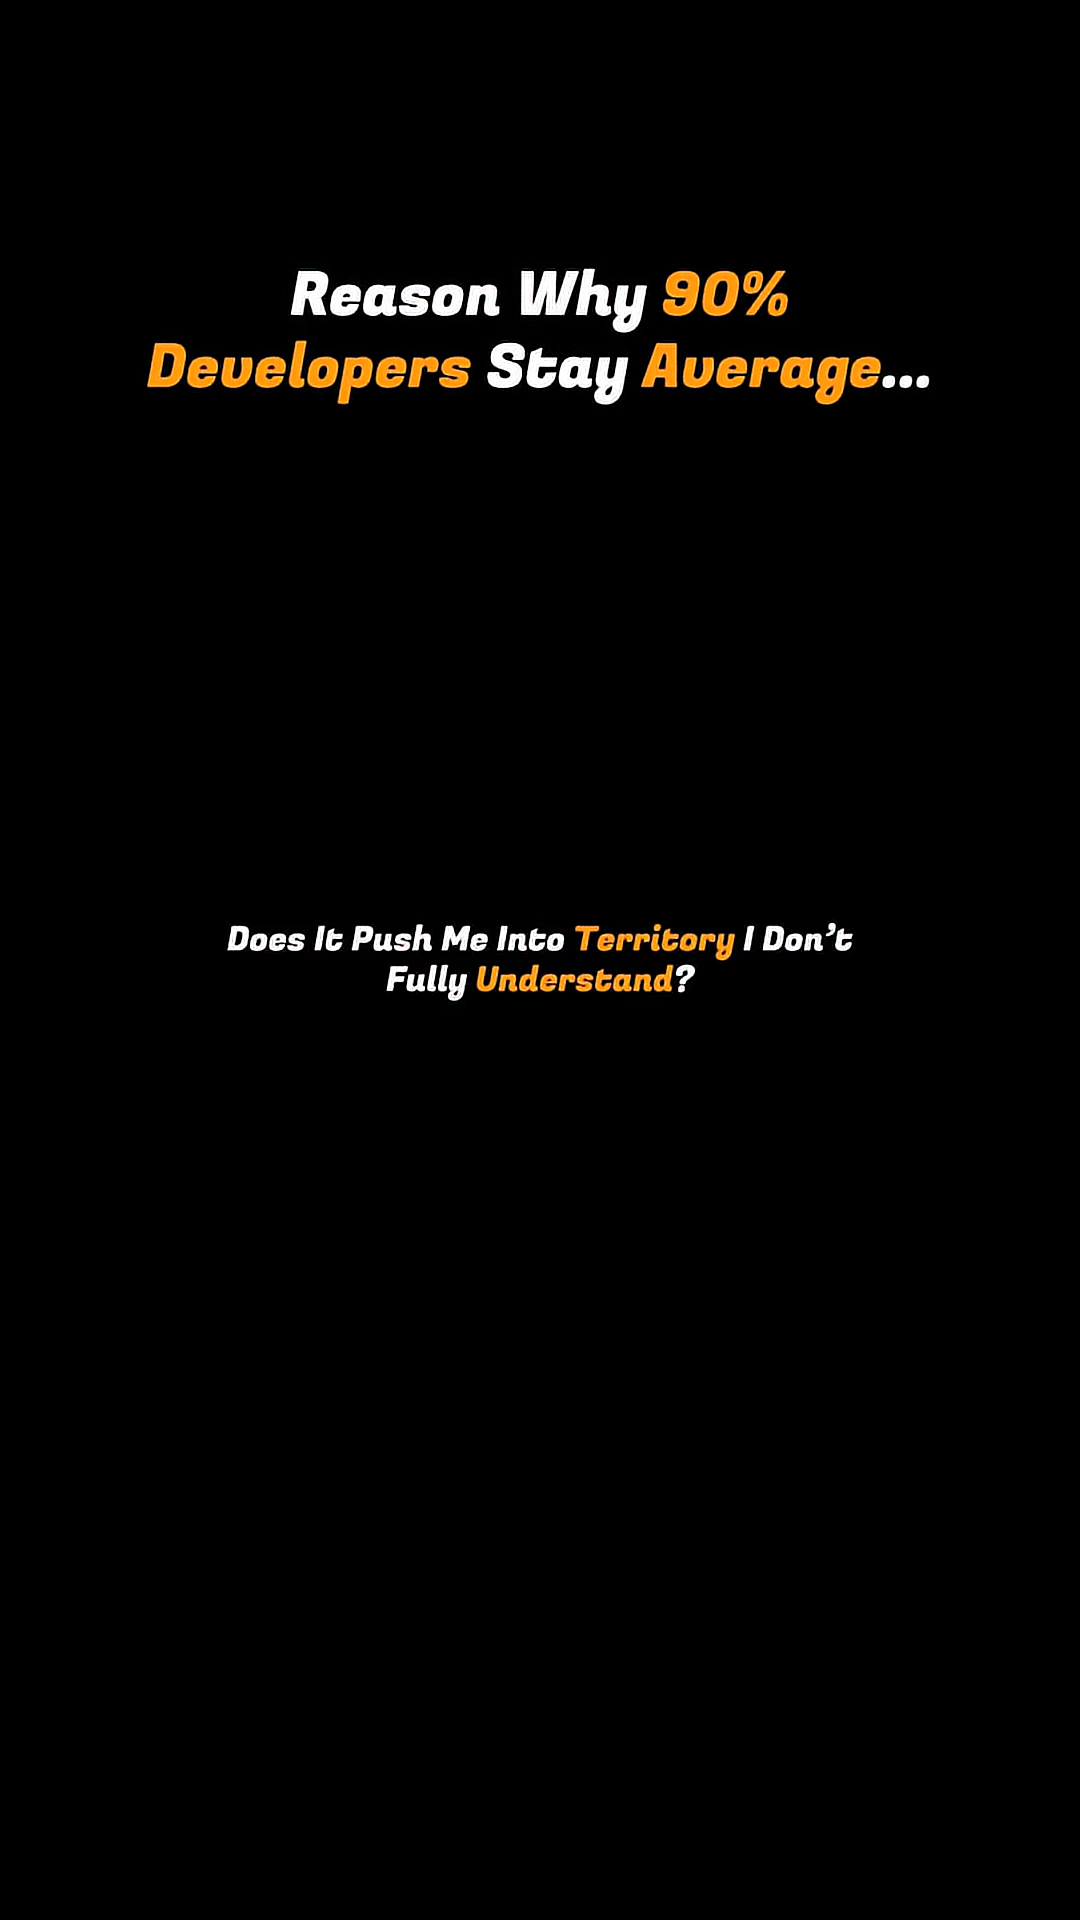 Reason Why 90%
Developers Stay Average...
Does It Push Me Into Territory I Don’t
Fully Understand?